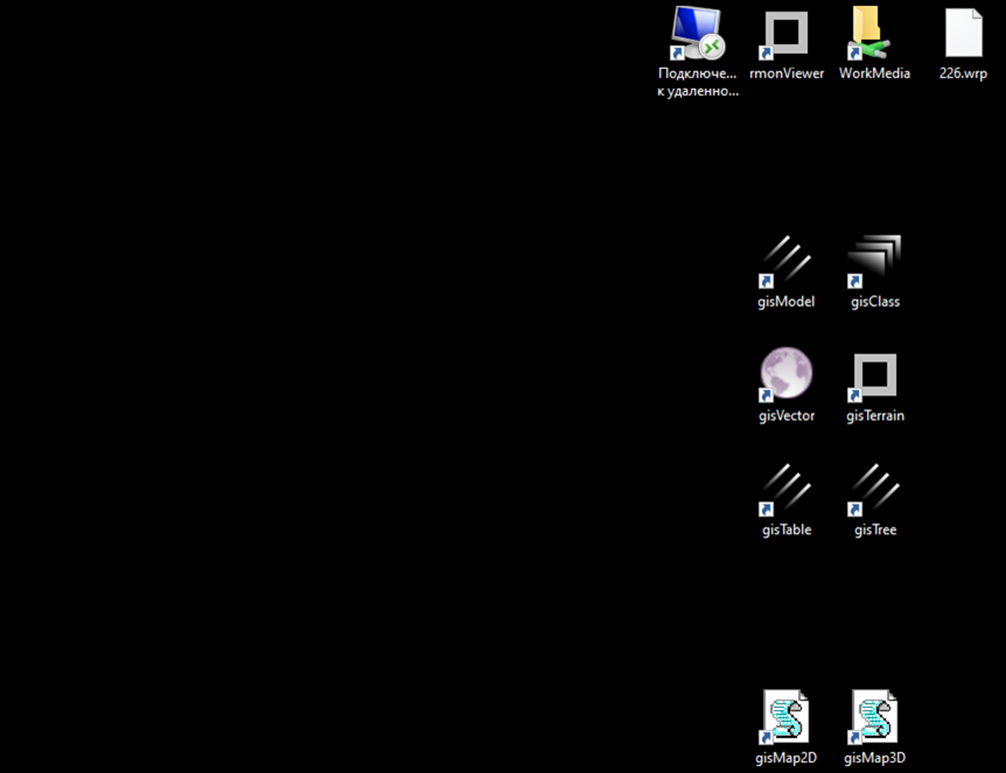 Подключе...
к удаленно...
rmonViewer
WorkMedia
226.wrp
gisModel
gisClass
gisVector
gisTerrain
gisTable
gisTree
gisMap2D
gisMap3D